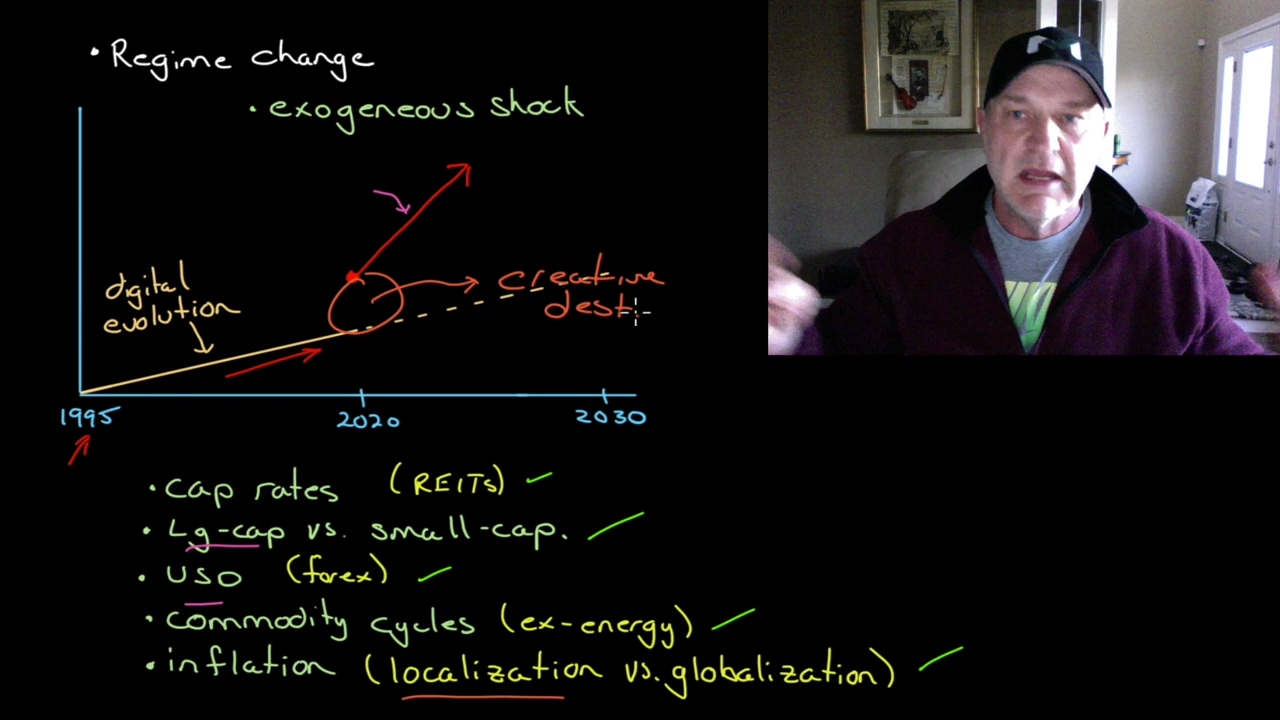 • Regime change
• exogeneous shock
digital
evolution
creative
dest
1995
2020
2030
• cap rates (REITs)
• Lg-cap vs. small-cap.
• USD (forex)
• commodity cycles (ex-energy)
• inflation (localization vs. globalization)